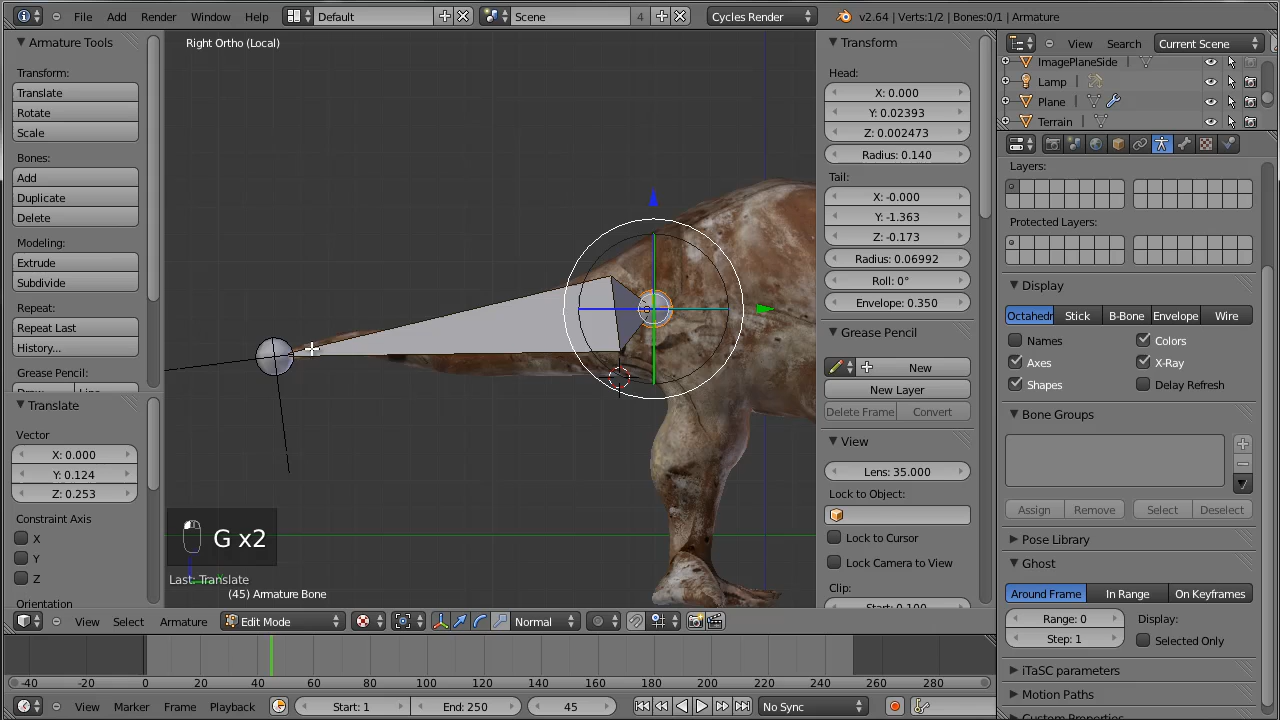 File Add Render Window Help Default Scene 4 Cycles Render v2.64 | Verts:1/2 | Bones:0/1 | Armature
Armature Tools
Transform:
Translate
Rotate
Scale
Bones:
Add
Duplicate
Delete
Modeling:
Extrude
Subdivide
Repeat:
Repeat Last
History...
Grease Pencil:
Translate
Vector
X: 0.000
Y: 0.124
Z: 0.253
Constraint Axis
X
Y
Z
Orientation
Right Ortho (Local)
G x2
Last: Translate
(45) Armature Bone
Transform
Head:
X: 0.000
Y: 0.02393
Z: 0.002473
Radius: 0.140
Tail:
X: -0.000
Y: -1.363
Z: -0.173
Radius: 0.06992
Roll: 0°
Envelope: 0.350
Grease Pencil
New
New Layer
Delete Frame Convert
View
Lens: 35.000
Lock to Object:
Lock to Cursor
Lock Camera to View
Clip:
Start: 0.100
View Search Current Scene
ImagePlaneSide
Lamp
Plane
Terrain
Layers:
Protected Layers:
Display
Octahedr Stick B-Bone Envelope Wire
Names Colors
Axes X-Ray
Shapes Delay Refresh
Bone Groups
Assign Remove Select Deselect
Pose Library
Ghost
Around Frame In Range On Keyframes
Range: 0 Display:
Step: 1 Selected Only
iTaSC parameters
Motion Paths
View Select Armature Edit Mode Normal
-40 -20 0 20 40 60 80 100 120 140 160 180 200 220 240 260 280
View Marker Frame Playback Start: 1 End: 250 45 No Sync